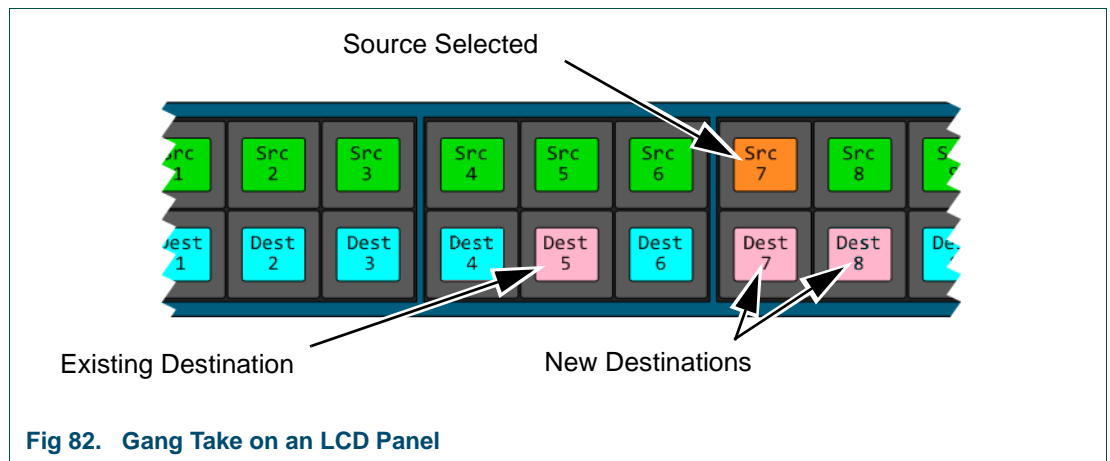 Source Selected
Src 1 Src 2 Src 3 Src 4 Src 5 Src 6 Src 7 Src 8
Dest 1 Dest 2 Dest 3 Dest 4 Dest 5 Dest 6 Dest 7 Dest 8
Existing Destination
New Destinations
Fig 82. Gang Take on an LCD Panel